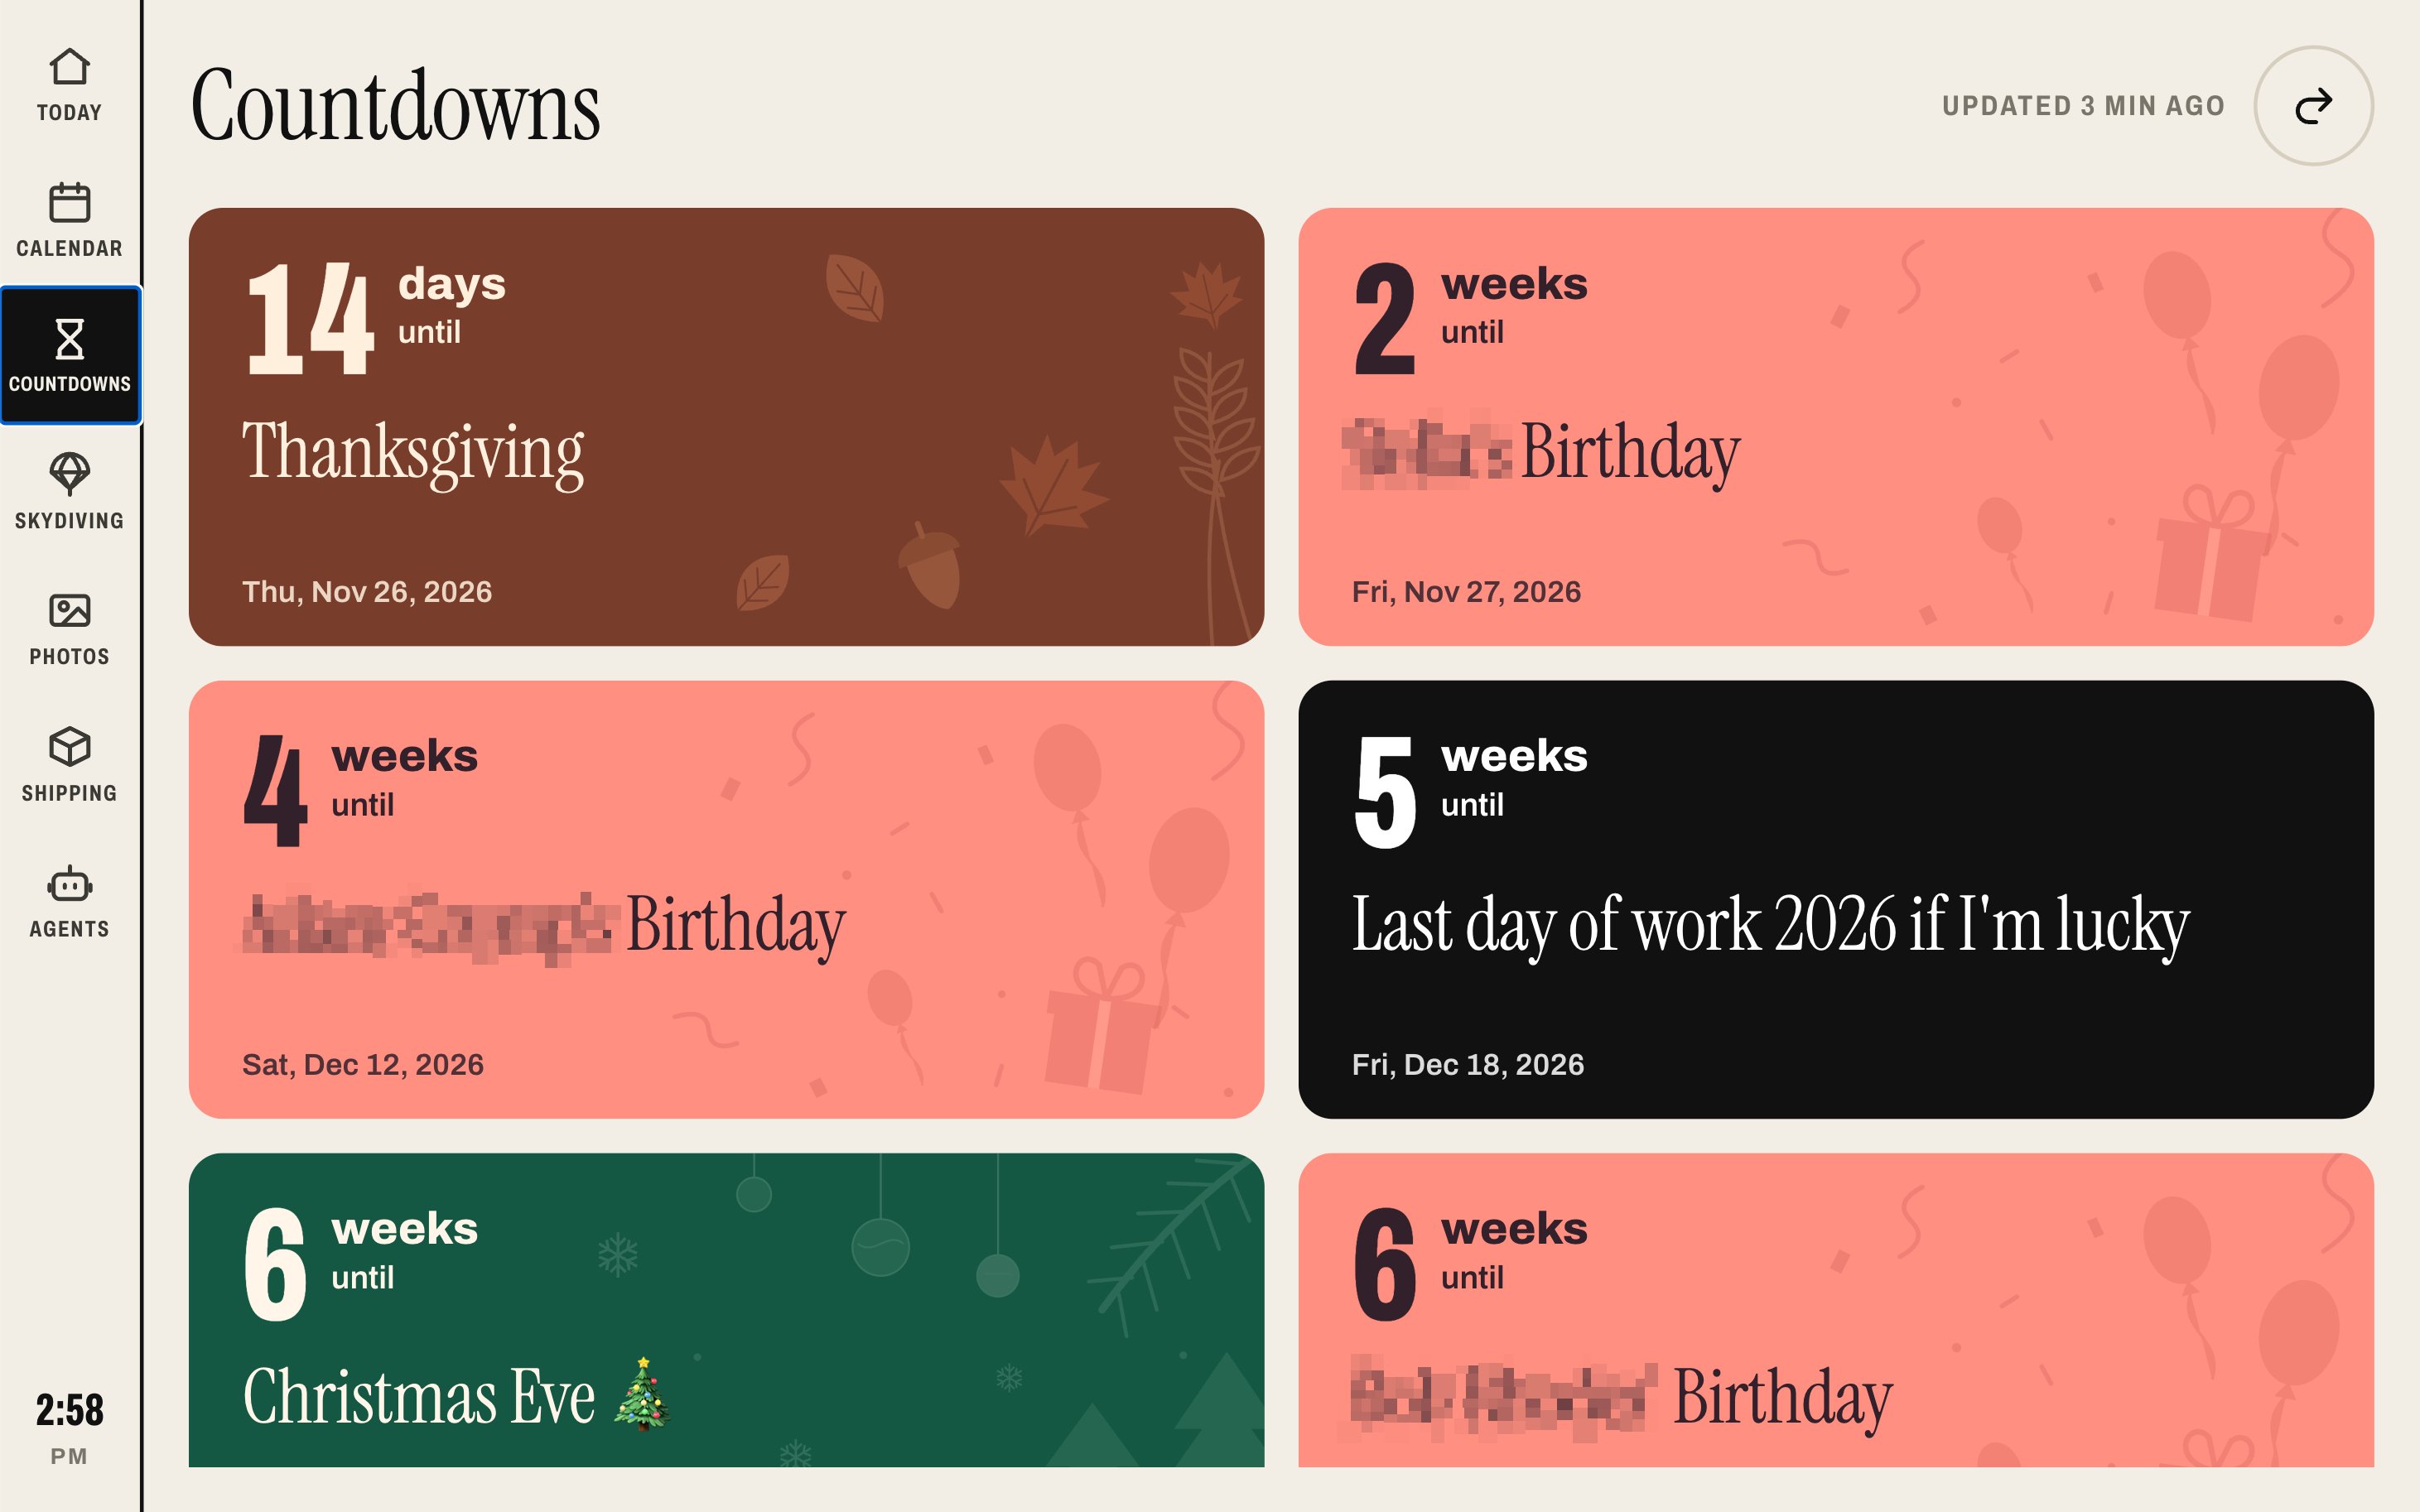 TODAY
CALENDAR
COUNTDOWNS
SKYDIVING
PHOTOS
SHIPPING
AGENTS
2:58
PM
Countdowns
UPDATED 3 MIN AGO
14 days
until
Thanksgiving
Thu, Nov 26, 2026
2 weeks
until
Birthday
Fri, Nov 27, 2026
4 weeks
until
Birthday
Sat, Dec 12, 2026
5 weeks
until
Last day of work 2026 if I'm lucky
Fri, Dec 18, 2026
6 weeks
until
Christmas Eve 🎄
6 weeks
until
Birthday